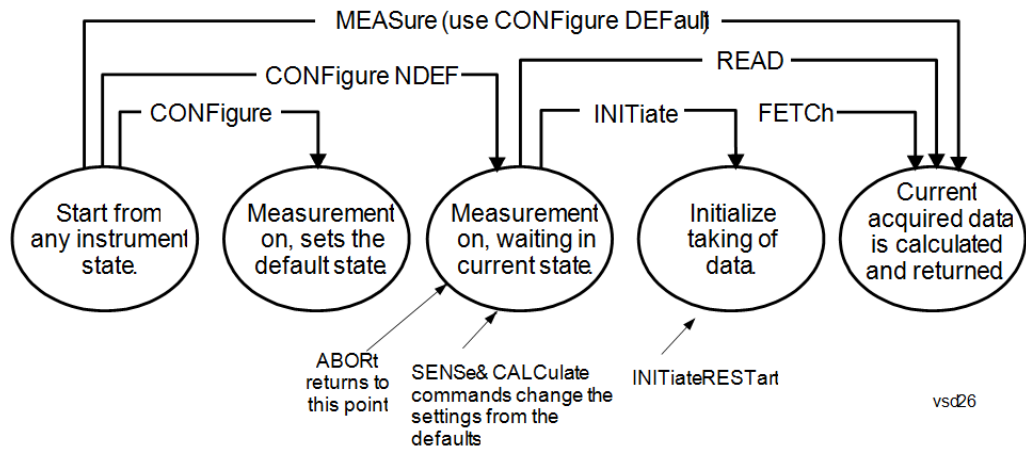 MEASure (use CONFigure DEFault)
CONFigure NDEF
READ
CONFigure
INITiate
FETCh
Start from
any instrument
state.
Measurement
on, sets the
default state.
Measurement
on, waiting in
current state.
Initialize
taking of
data.
Current
acquired data
is calculated
and returned.
ABORt
returns to
this point
SENSe& CALCulate
commands change the
settings from the
defaults
INITiateRESTart
vsd26